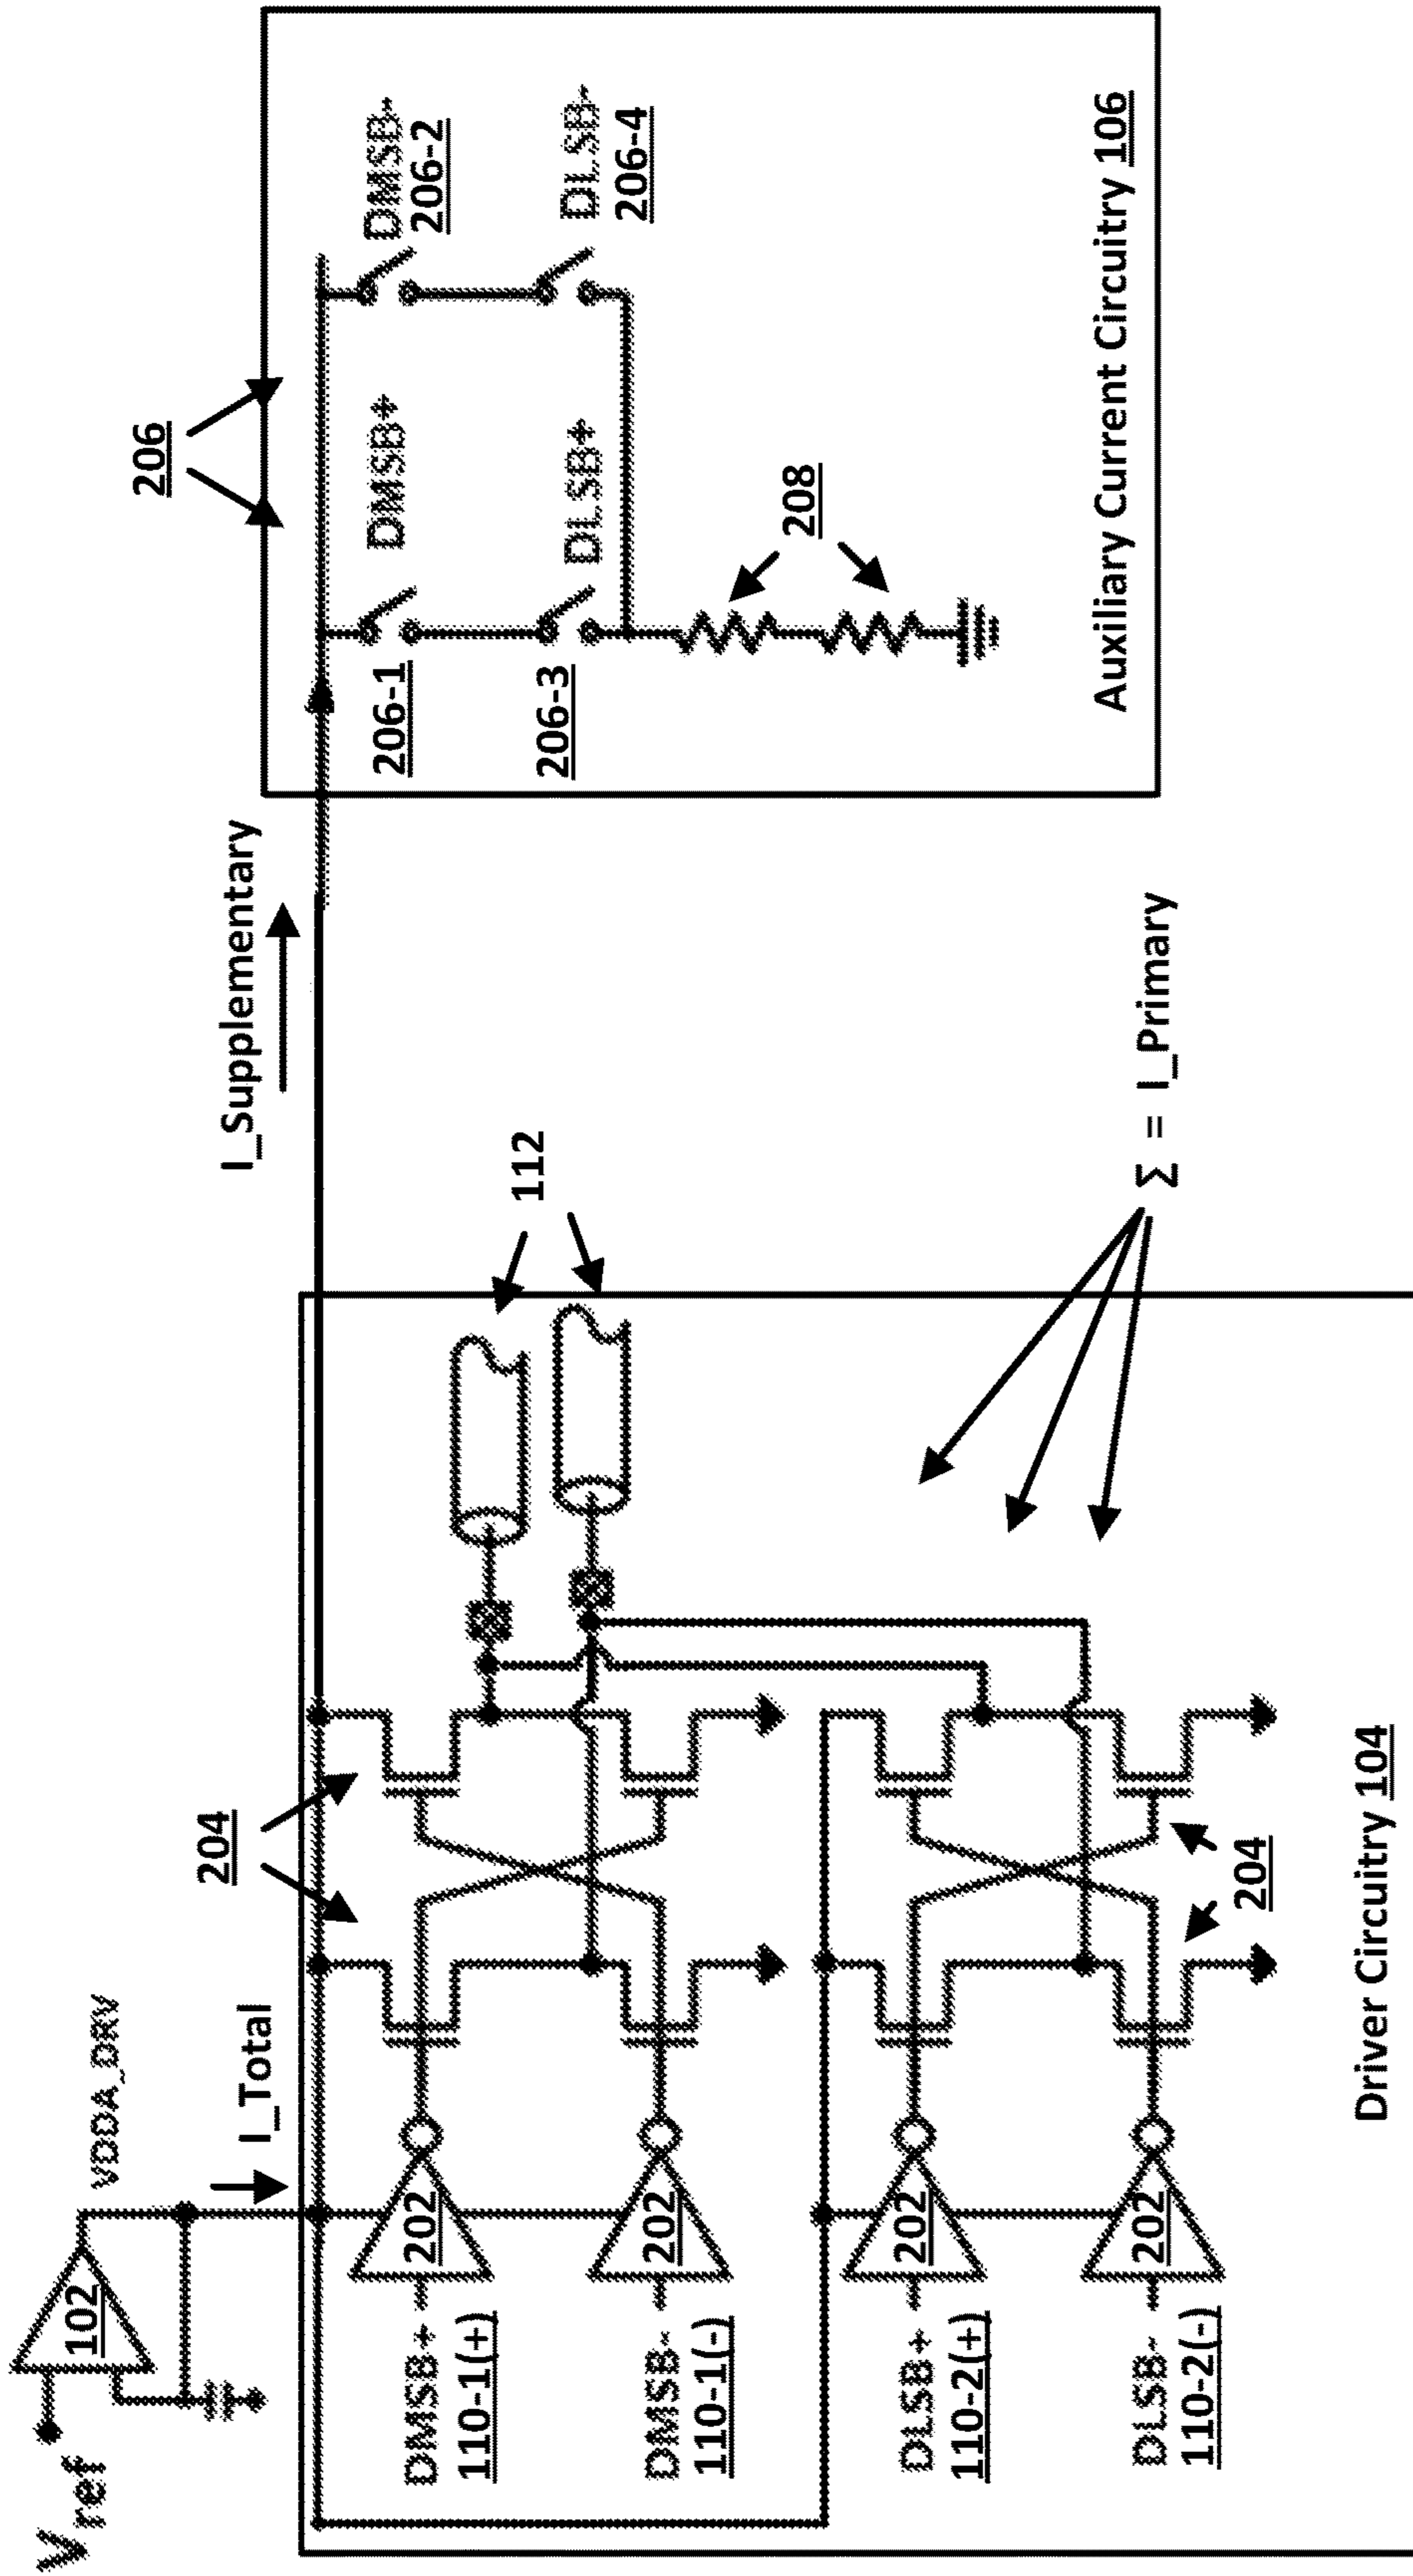 Vref
102
VDDA_DRV
I_Total
I_Supplementary
206
204
112
DMSB+
110-1(+)
202
DMSB-
110-1(-)
202
DLSB+
110-2(+)
202
DLSB-
110-2(-)
202
204
Σ = I_Primary
Driver Circuitry 104
206-1
DMSB+
DMSB-
206-2
206-3
DLSB+
DLSB-
206-4
208
Auxiliary Current Circuitry 106